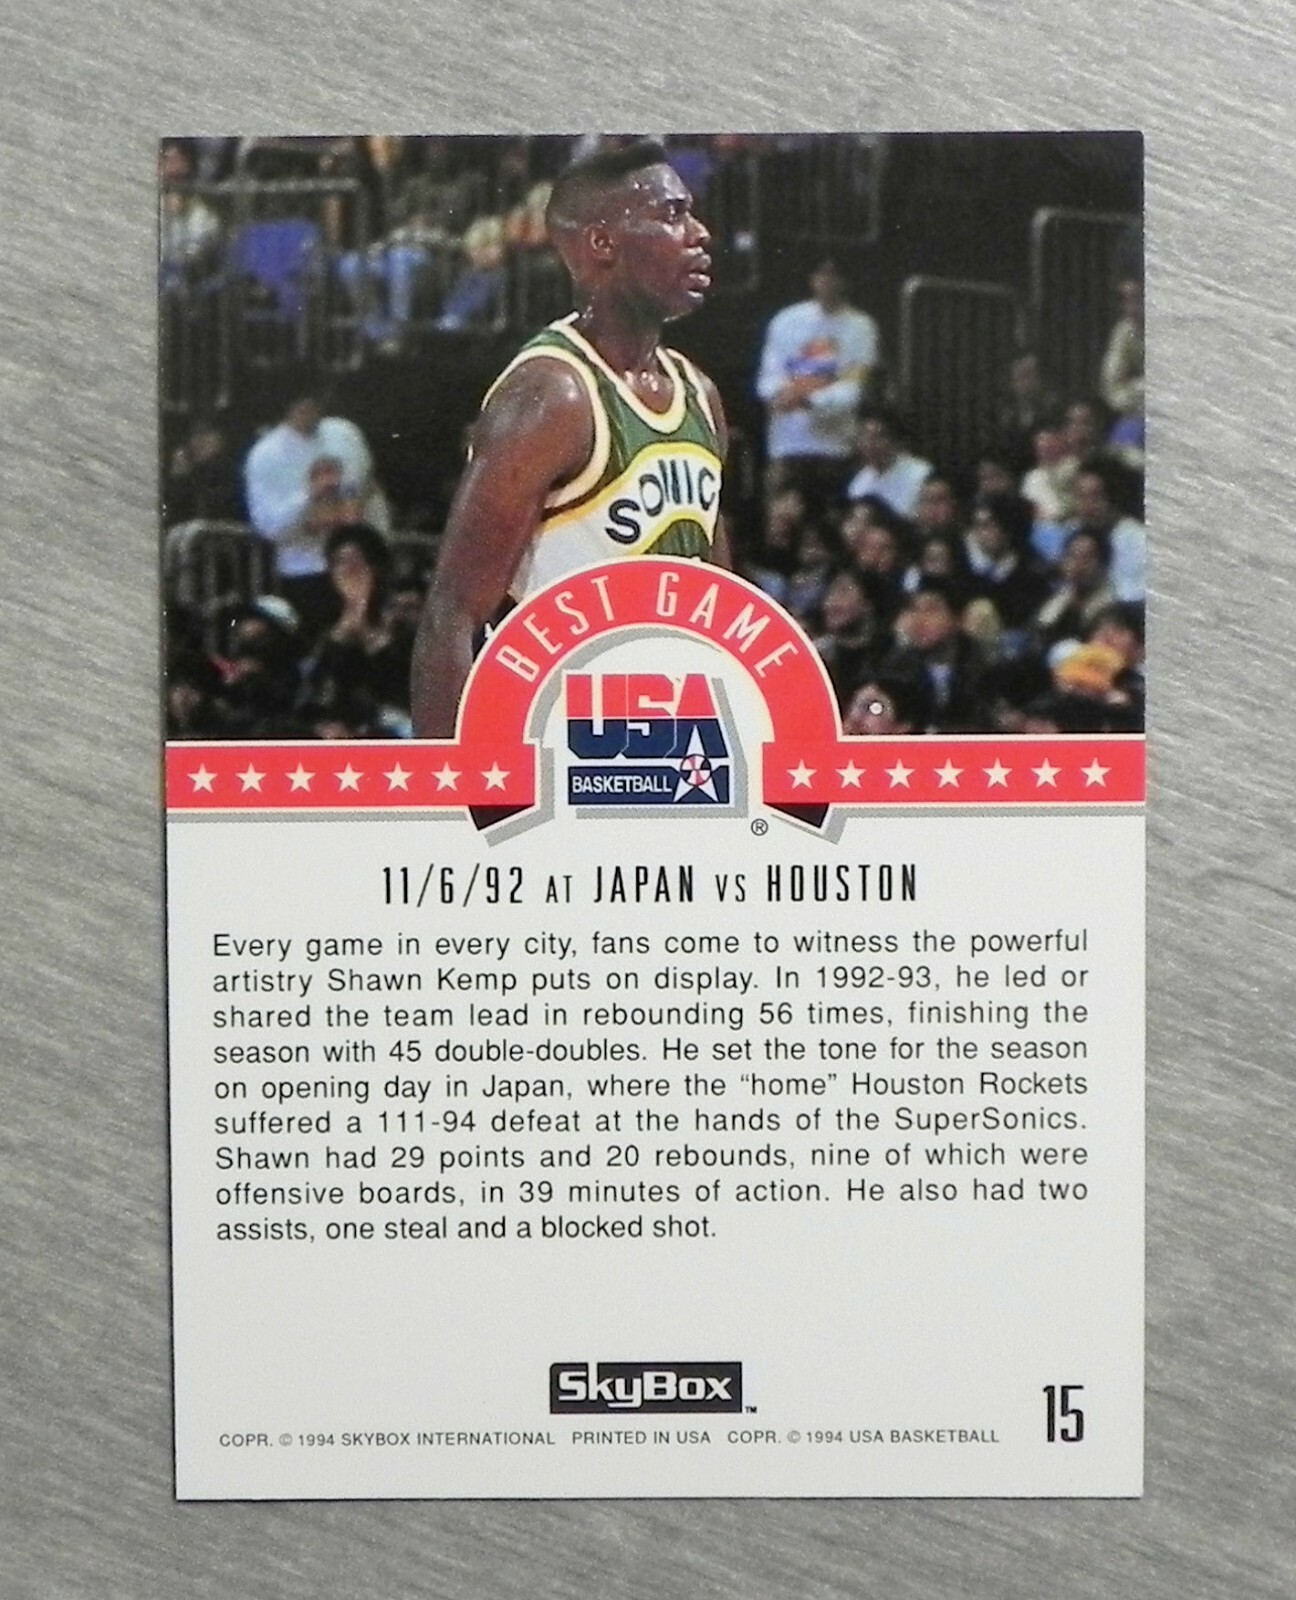 SONIC
BEST GAME
USA
BASKETBALL
®
11/6/92 AT JAPAN VS HOUSTON
Every game in every city, fans come to witness the powerful
artistry Shawn Kemp puts on display. In 1992-93, he led or
shared the team lead in rebounding 56 times, finishing the
season with 45 double-doubles. He set the tone for the season
on opening day in Japan, where the “home” Houston Rockets
suffered a 111-94 defeat at the hands of the SuperSonics.
Shawn had 29 points and 20 rebounds, nine of which were
offensive boards, in 39 minutes of action. He also had two
assists, one steal and a blocked shot.
SkyBox™
15
COPR. © 1994 SKYBOX INTERNATIONAL PRINTED IN USA COPR. © 1994 USA BASKETBALL